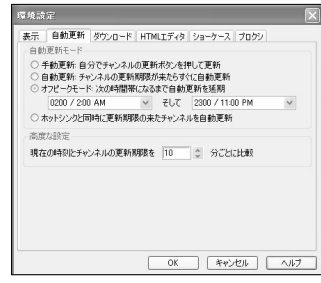 環境設定
表示 自動更新 ダウンロード HTMLエディタ ショーケース プロクシ
自動更新モード
手動更新: 自分でチャンネルの更新ボタンを押して更新
自動更新: チャンネルの更新期限が来たらすぐに自動更新
オフピークモード: 次の時間帯になるまで自動更新を延期
0200 / 2:00 AM そして 2300 / 11:00 PM
ホットシンクと同時に更新期限の来たチャンネルを自動更新
高度な設定
現在の時刻とチャンネルの更新期限を 10 分ごとに比較
OK キャンセル ヘルプ